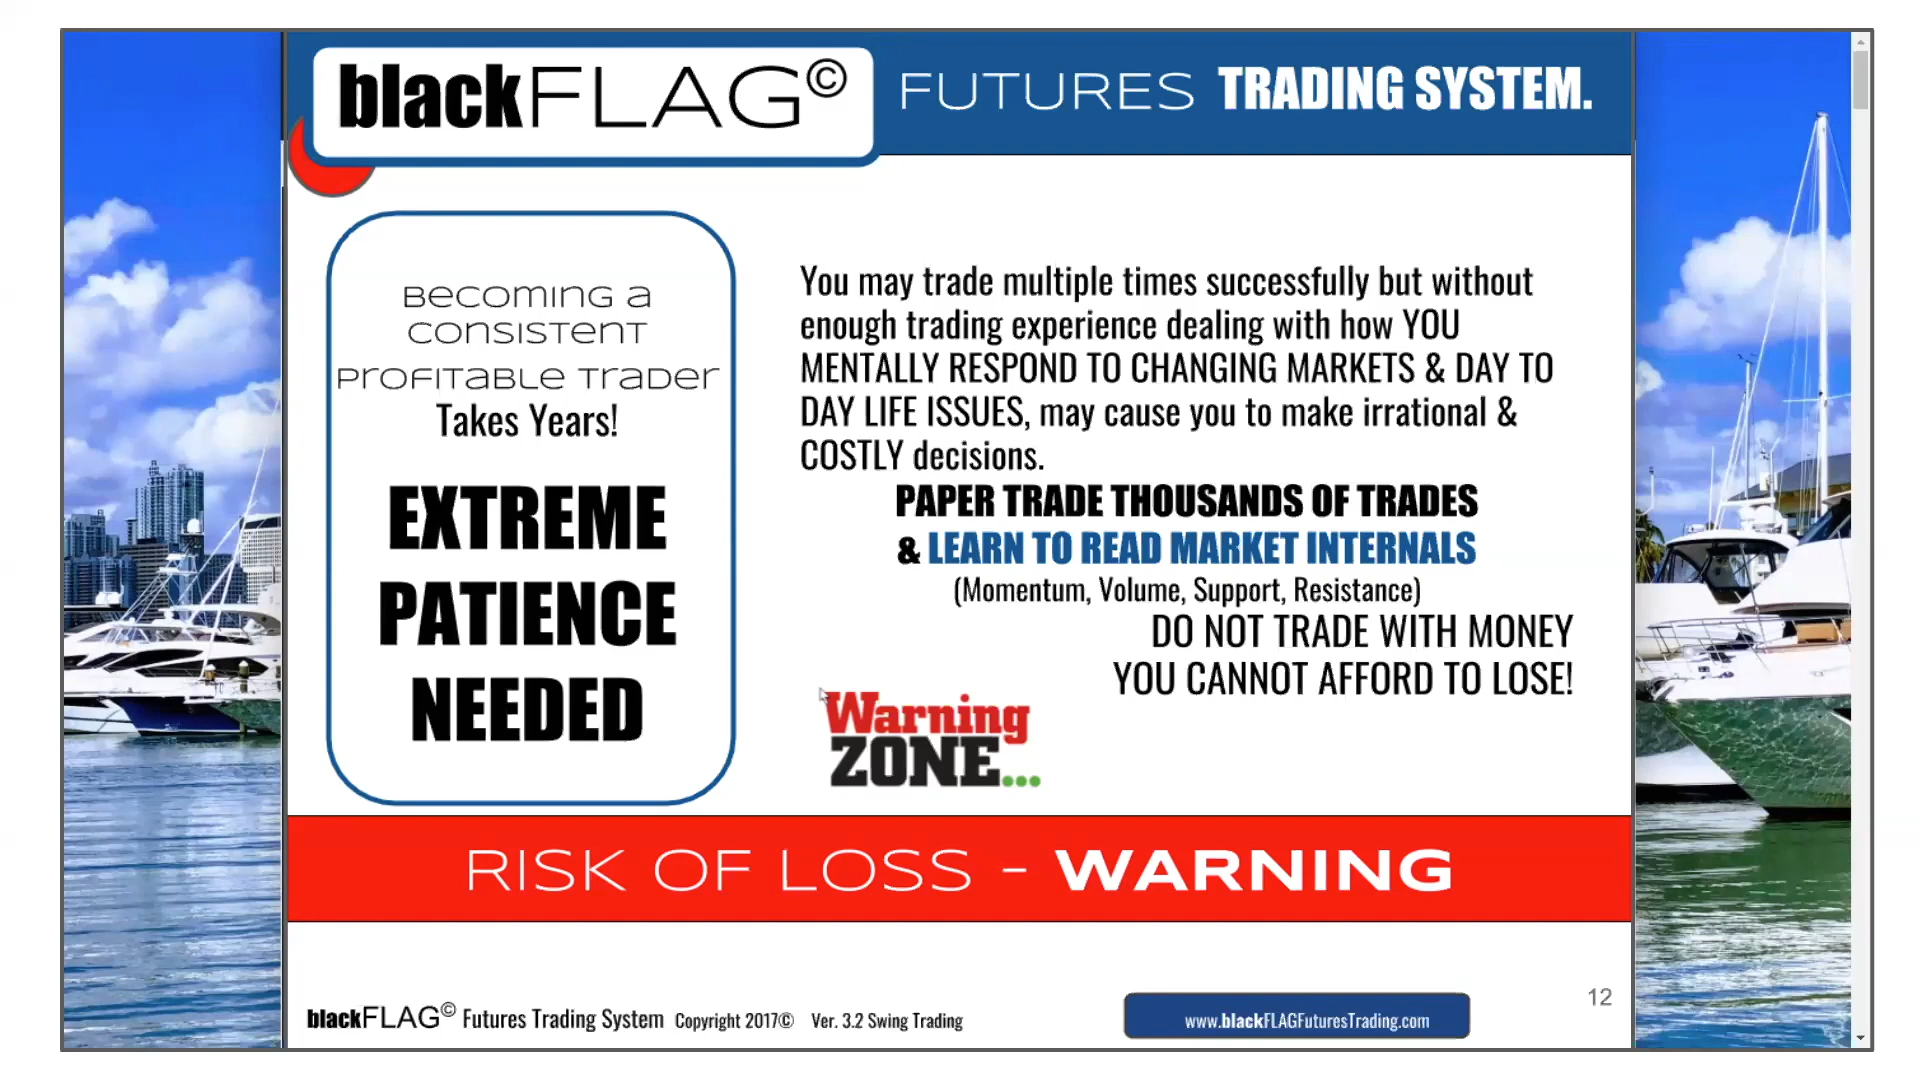 blackFLAG© FUTURES TRADING SYSTEM.
Becoming a
consistent
Profitable Trader
Takes Years!
EXTREME
PATIENCE
NEEDED
You may trade multiple times successfully but without
enough trading experience dealing with how YOU
MENTALLY RESPOND TO CHANGING MARKETS & DAY TO
DAY LIFE ISSUES, may cause you to make irrational &
COSTLY decisions.
PAPER TRADE THOUSANDS OF TRADES
& LEARN TO READ MARKET INTERNALS
(Momentum, Volume, Support, Resistance)
DO NOT TRADE WITH MONEY
YOU CANNOT AFFORD TO LOSE!
Warning
ZONE...
RISK OF LOSS - WARNING
12
blackFLAG© Futures Trading System Copyright 2017© Ver. 3.2 Swing Trading
www.blackFLAGFuturesTrading.com